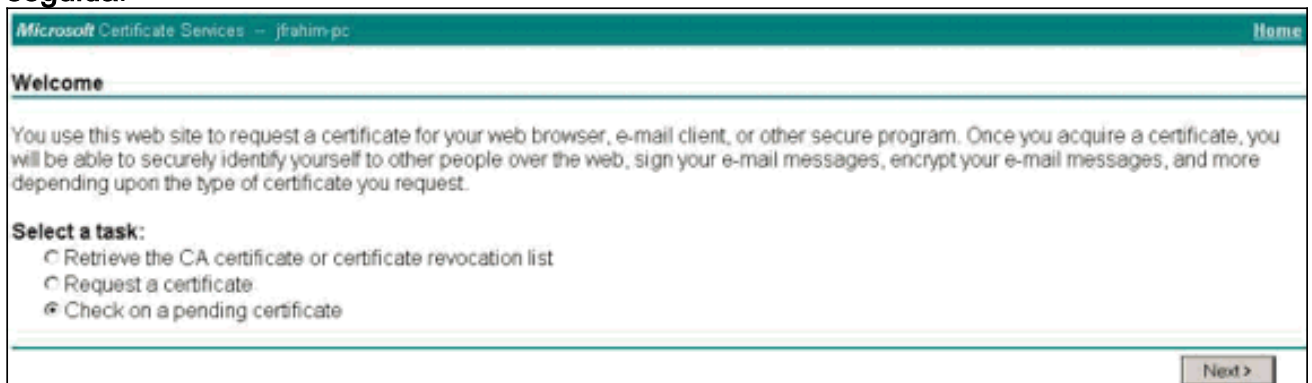 seguida.
Microsoft Certificate Services -- jfrahim-pc Home
Welcome
You use this web site to request a certificate for your web browser, e-mail client, or other secure program. Once you acquire a certificate, you
will be able to securely identify yourself to other people over the web, sign your e-mail messages, encrypt your e-mail messages, and more
depending upon the type of certificate you request.
Select a task:
Retrieve the CA certificate or certificate revocation list
Request a certificate
Check on a pending certificate
Next >